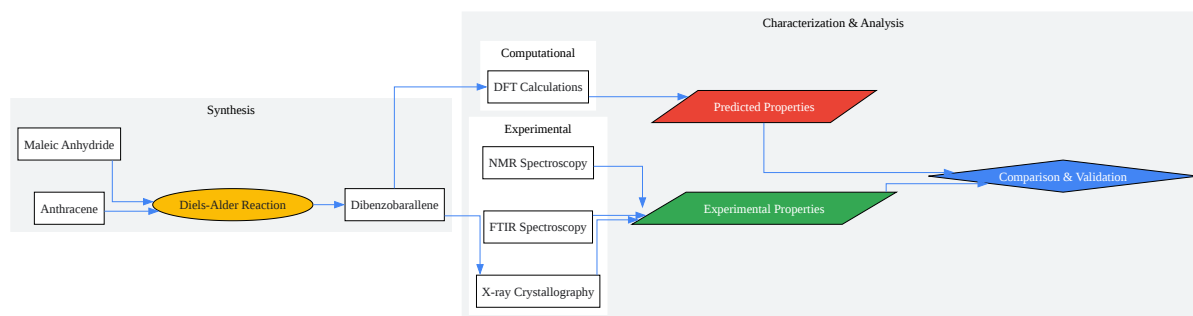 Characterization & Analysis
Computational
DFT Calculations
Predicted Properties
Synthesis
Maleic Anhydride
Anthracene
Diels-Alder Reaction
Dibenzobarallene
Experimental
NMR Spectroscopy
FTIR Spectroscopy
X-ray Crystallography
Experimental Properties
Comparison & Validation